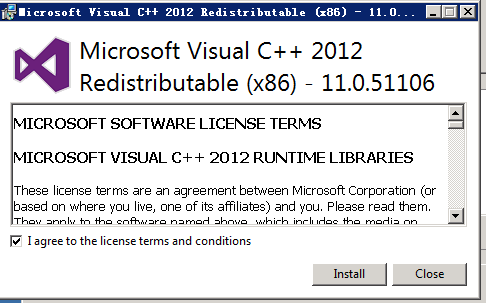 Microsoft Visual C++ 2012 Redistributable (x86) - 11.0...
Microsoft Visual C++ 2012
Redistributable (x86) - 11.0.51106
MICROSOFT SOFTWARE LICENSE TERMS
MICROSOFT VISUAL C++ 2012 RUNTIME LIBRARIES
These license terms are an agreement between Microsoft Corporation (or
based on where you live, one of its affiliates) and you. Please read them.
They apply to the software named above, which includes the media on
I agree to the license terms and conditions
Install
Close